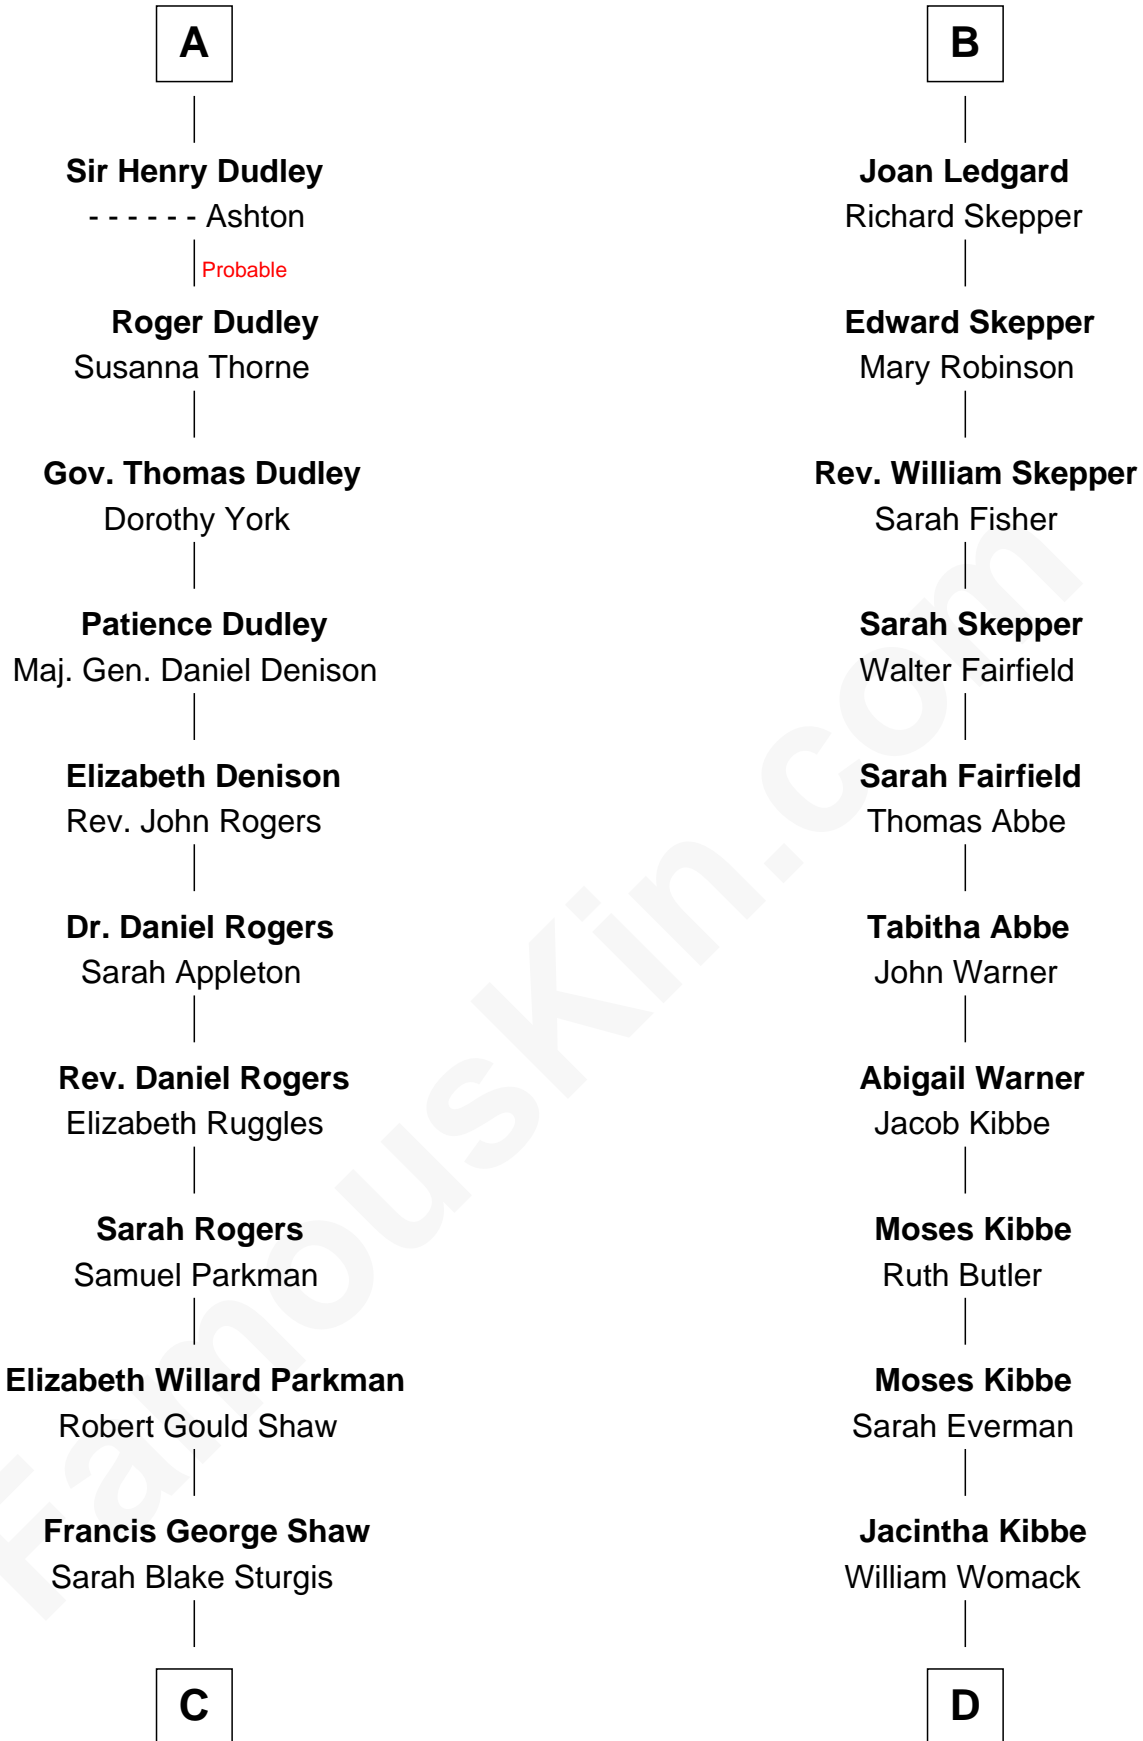 A
Sir Henry Dudley
- - - - - - Ashton
Probable
Roger Dudley
Susanna Thorne
Gov. Thomas Dudley
Dorothy York
Patience Dudley
Maj. Gen. Daniel Denison
Elizabeth Denison
Rev. John Rogers
Dr. Daniel Rogers
Sarah Appleton
Rev. Daniel Rogers
Elizabeth Ruggles
Sarah Rogers
Samuel Parkman
Elizabeth Willard Parkman
Robert Gould Shaw
Francis George Shaw
Sarah Blake Sturgis
C
B
Joan Ledgard
Richard Skepper
Edward Skepper
Mary Robinson
Rev. William Skepper
Sarah Fisher
Sarah Skepper
Walter Fairfield
Sarah Fairfield
Thomas Abbe
Tabitha Abbe
John Warner
Abigail Warner
Jacob Kibbe
Moses Kibbe
Ruth Butler
Moses Kibbe
Sarah Everman
Jacintha Kibbe
William Womack
D
FamousKin.com